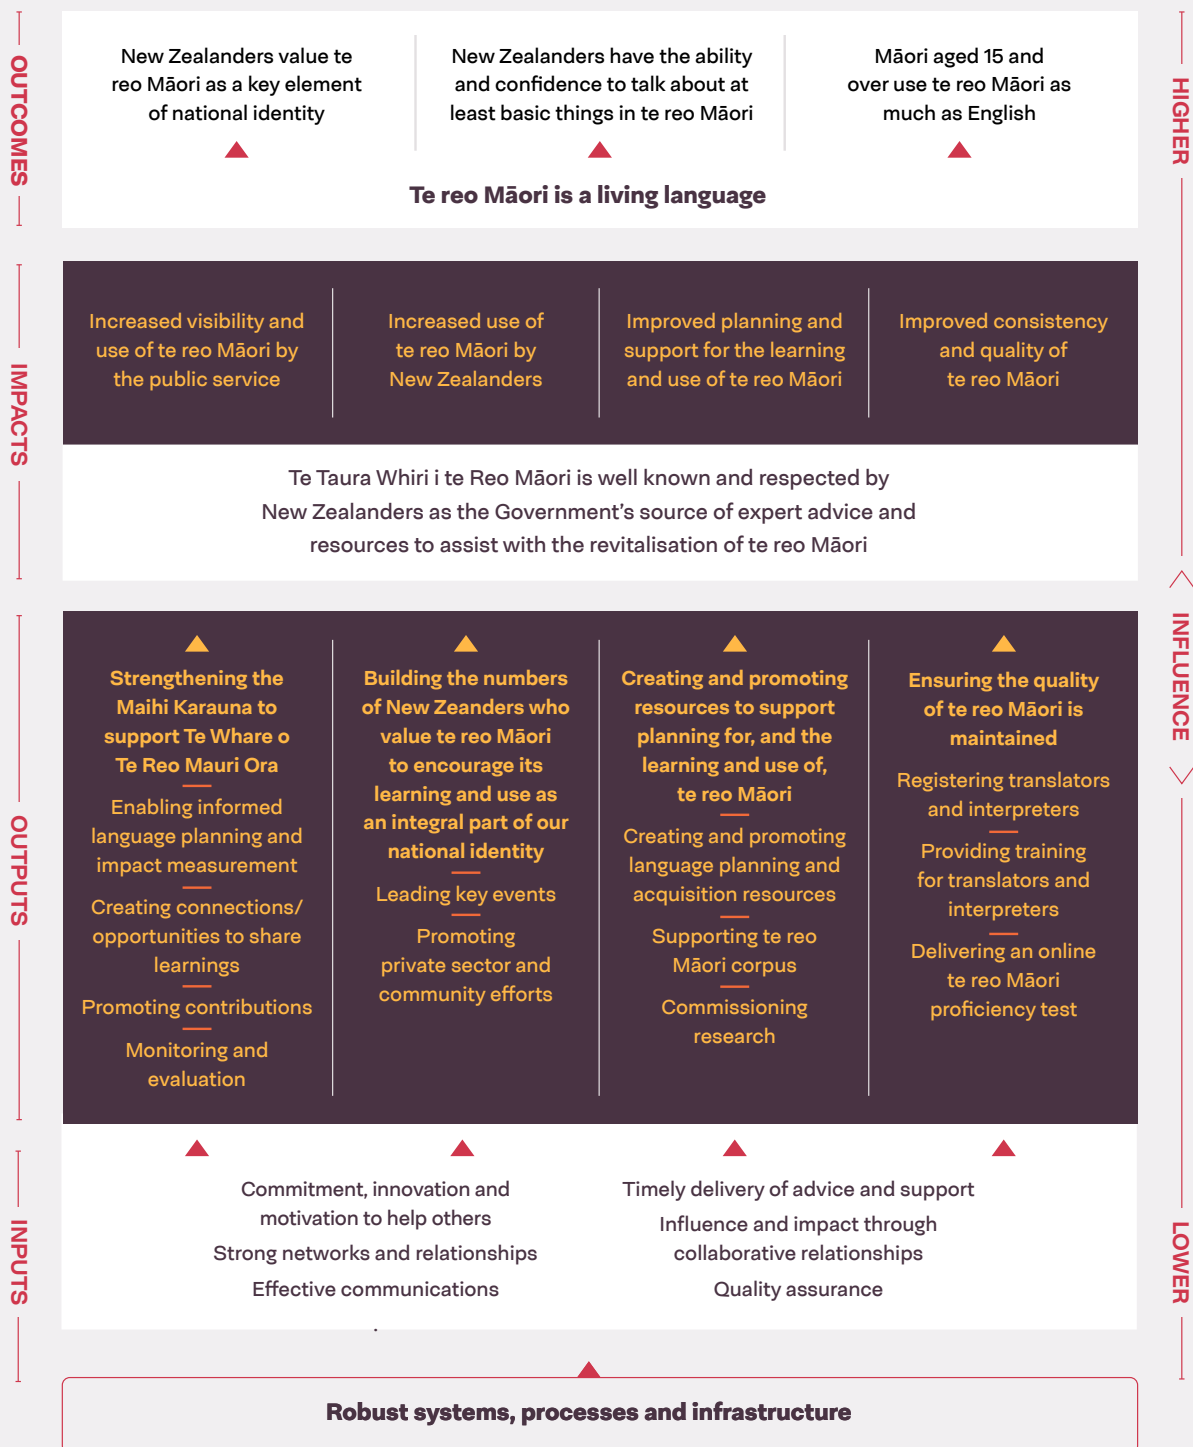 OUTCOMES
New Zealanders value te
reo Māori as a key element
of national identity
New Zealanders have the ability
and confidence to talk about at
least basic things in te reo Māori
Māori aged 15 and
over use te reo Māori as
much as English
Te reo Māori is a living language
HIGHER
IMPACTS
Increased visibility and
use of te reo Māori by
the public service
Increased use of
te reo Māori by
New Zealanders
Improved planning and
support for the learning
and use of te reo Māori
Improved consistency
and quality of
te reo Māori
Te Taura Whiri i te Reo Māori is well known and respected by
New Zealanders as the Government’s source of expert advice and
resources to assist with the revitalisation of te reo Māori
INFLUENCE
OUTPUTS
Strengthening the
Maihi Karauna to
support Te Whare o
Te Reo Mauri Ora
Enabling informed
language planning and
impact measurement
Creating connections/
opportunities to share
learnings
Promoting contributions
Monitoring and
evaluation
Building the numbers
of New Zeanders who
value te reo Māori
to encourage its
learning and use as
an integral part of our
national identity
Leading key events
Promoting
private sector and
community efforts
Creating and promoting
resources to support
planning for, and the
learning and use of,
te reo Māori
Creating and promoting
language planning and
acquisition resources
Supporting te reo
Māori corpus
Commissioning
research
Ensuring the quality
of te reo Māori is
maintained
Registering translators
and interpreters
Providing training
for translators and
interpreters
Delivering an online
te reo Māori
proficiency test
INPUTS
Commitment, innovation and
motivation to help others
Strong networks and relationships
Effective communications
Timely delivery of advice and support
Influence and impact through
collaborative relationships
Quality assurance
LOWER
Robust systems, processes and infrastructure